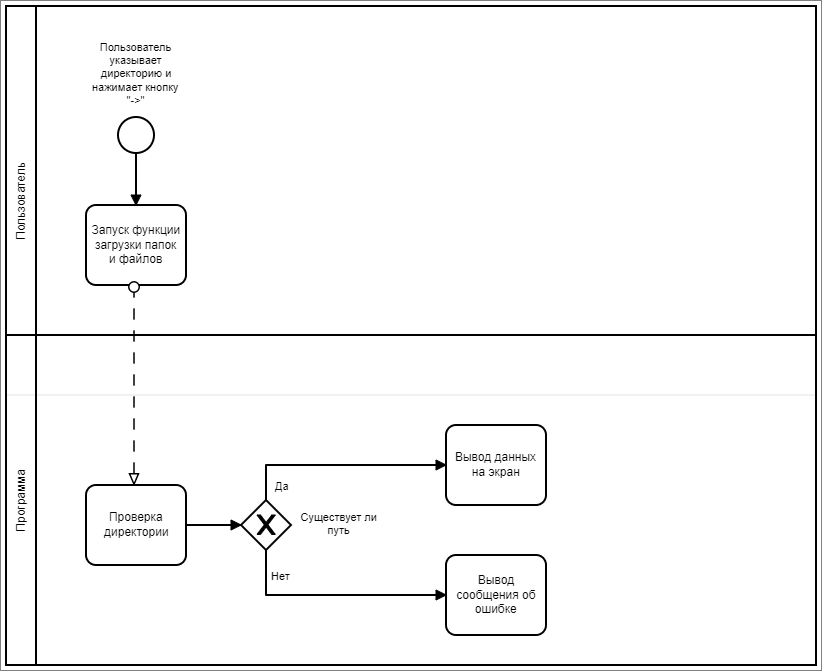 Пользователь
Пользователь
указывает
директорию и
нажимает кнопку
"->"
Запуск функции
загрузки папок
и файлов
Программа
Проверка
директории
Да
Существует ли
путь
Нет
Вывод данных
на экран
Вывод
сообщения об
ошибке